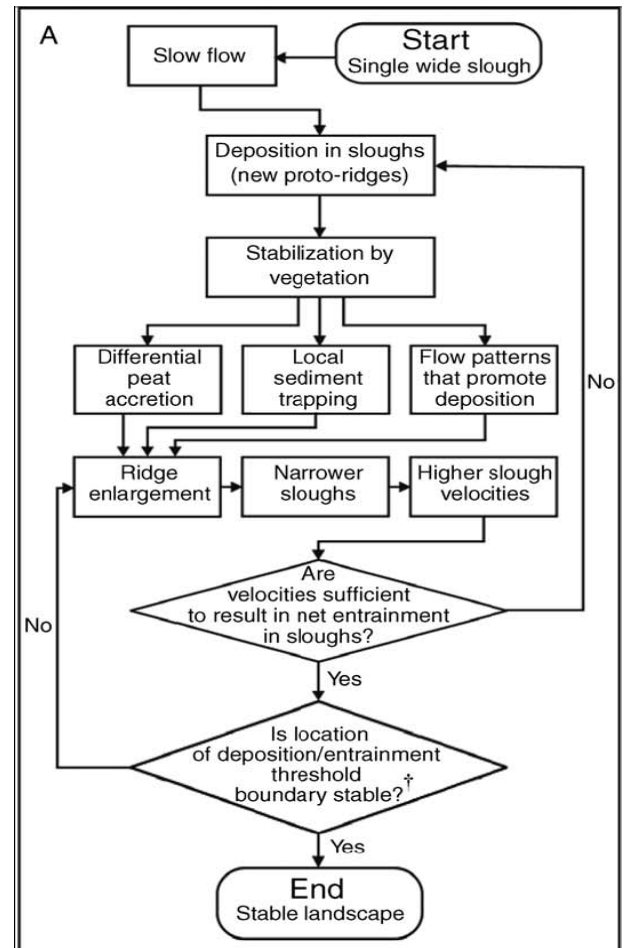 A
Start
Single wide slough
Slow flow
Deposition in sloughs
(new proto-ridges)
Stabilization by
vegetation
Differential
peat
accretion
Local
sediment
trapping
Flow patterns
that promote
deposition
No
Ridge
enlargement
Narrower
sloughs
Higher slough
velocities
Are
velocities sufficient
to result in net entrainment
in sloughs?
No
Yes
Is location
of deposition/entrainment
threshold
boundary stable?†
Yes
End
Stable landscape